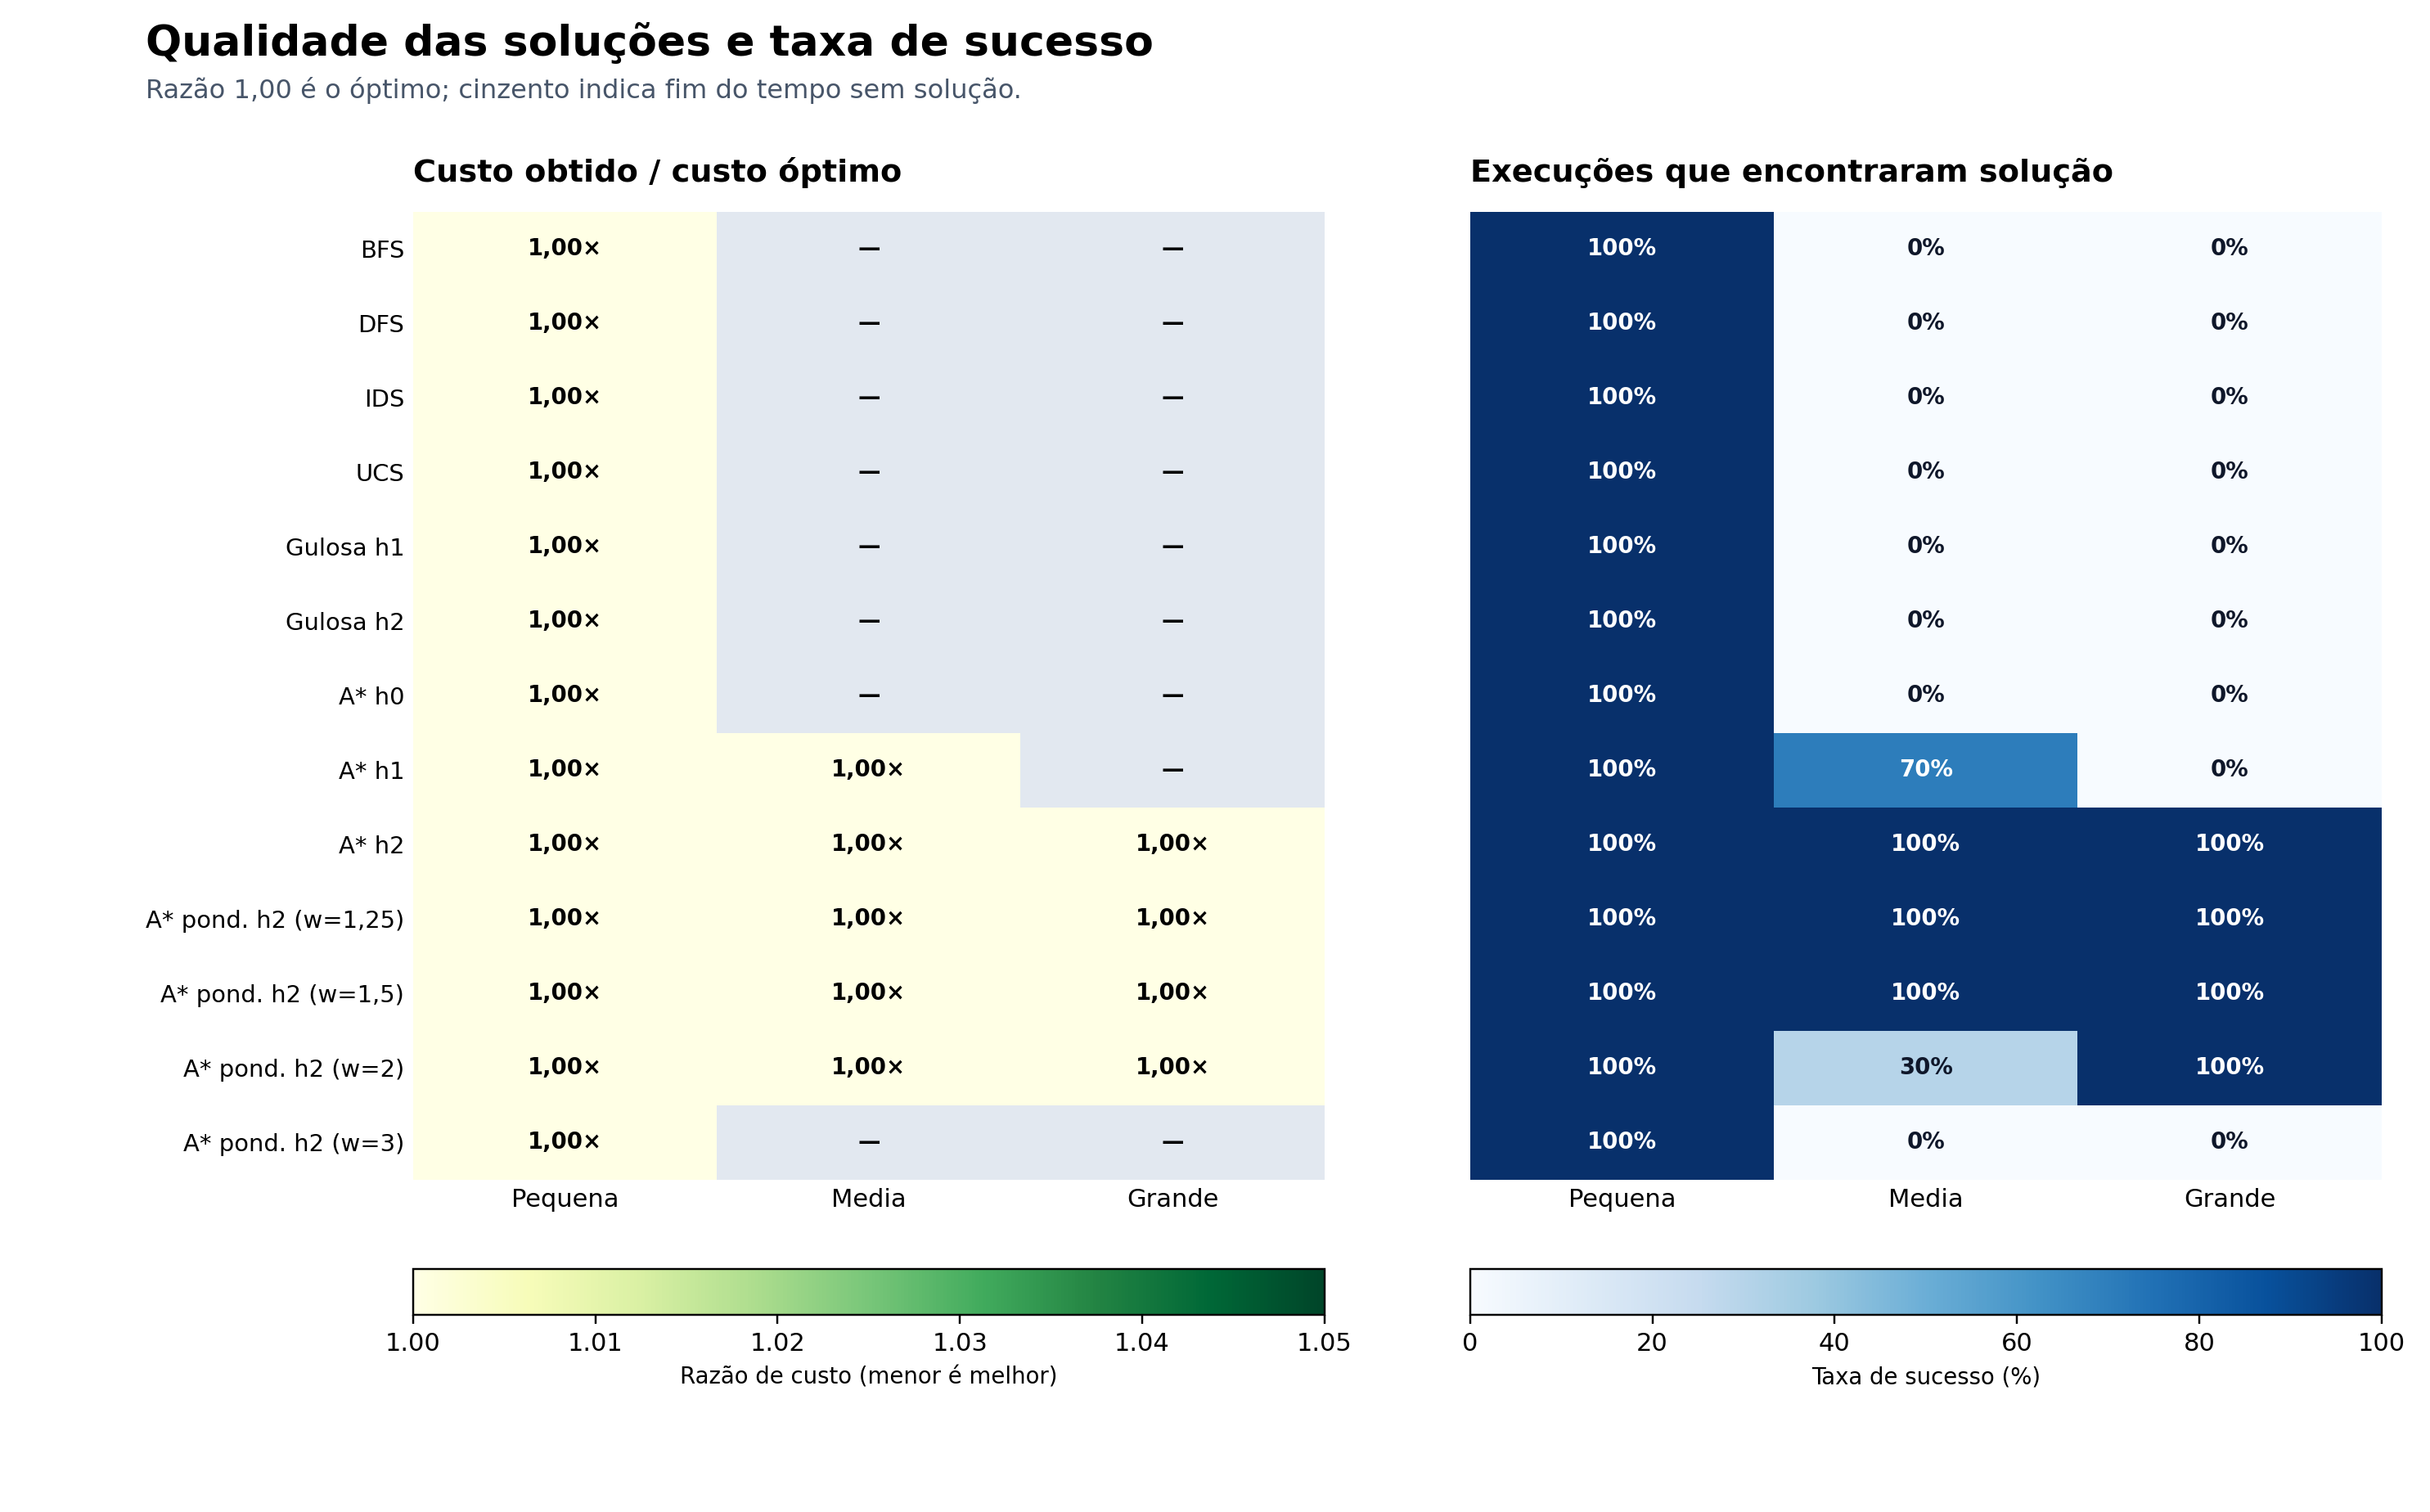 Qualidade das soluções e taxa de sucesso
Razão 1,00 é o óptimo; cinzento indica fim do tempo sem solução.
Custo obtido / custo óptimo
Execuções que encontraram solução
BFS 1,00× — — 100% 0% 0%
DFS 1,00× — — 100% 0% 0%
IDS 1,00× — — 100% 0% 0%
UCS 1,00× — — 100% 0% 0%
Gulosa h1 1,00× — — 100% 0% 0%
Gulosa h2 1,00× — — 100% 0% 0%
A* h0 1,00× — — 100% 0% 0%
A* h1 1,00× 1,00× — 100% 70% 0%
A* h2 1,00× 1,00× 1,00× 100% 100% 100%
A* pond. h2 (w=1,25) 1,00× 1,00× 1,00× 100% 100% 100%
A* pond. h2 (w=1,5) 1,00× 1,00× 1,00× 100% 100% 100%
A* pond. h2 (w=2) 1,00× 1,00× 1,00× 100% 30% 100%
A* pond. h2 (w=3) 1,00× — — 100% 0% 0%
Pequena Media Grande Pequena Media Grande
1.00 1.01 1.02 1.03 1.04 1.05 0 20 40 60 80 100
Razão de custo (menor é melhor)
Taxa de sucesso (%)